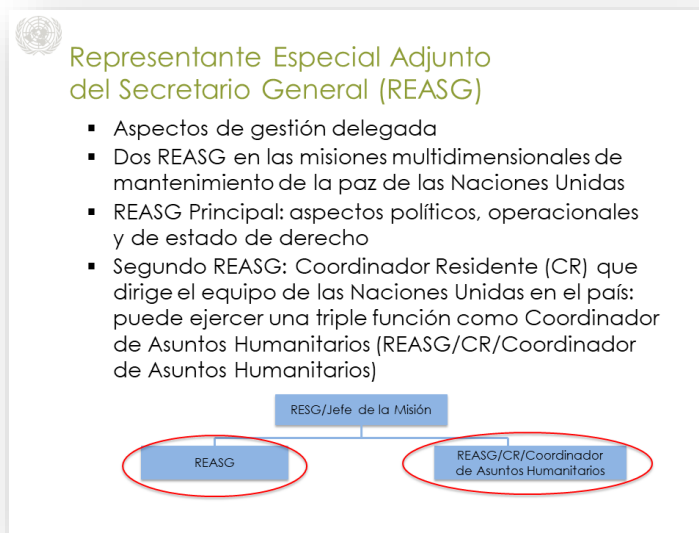 Representante Especial Adjunto
del Secretario General (REASG)
▪ Aspectos de gestión delegada
▪ Dos REASG en las misiones multidimensionales de
mantenimiento de la paz de las Naciones Unidas
▪ REASG Principal: aspectos políticos, operacionales
y de estado de derecho
▪ Segundo REASG: Coordinador Residente (CR) que
dirige el equipo de las Naciones Unidas en el país:
puede ejercer una triple función como Coordinador
de Asuntos Humanitarios (REASG/CR/Coordinador
de Asuntos Humanitarios)
RESG/Jefe de la Misión
REASG
REASG/CR/Coordinador
de Asuntos Humanitarios